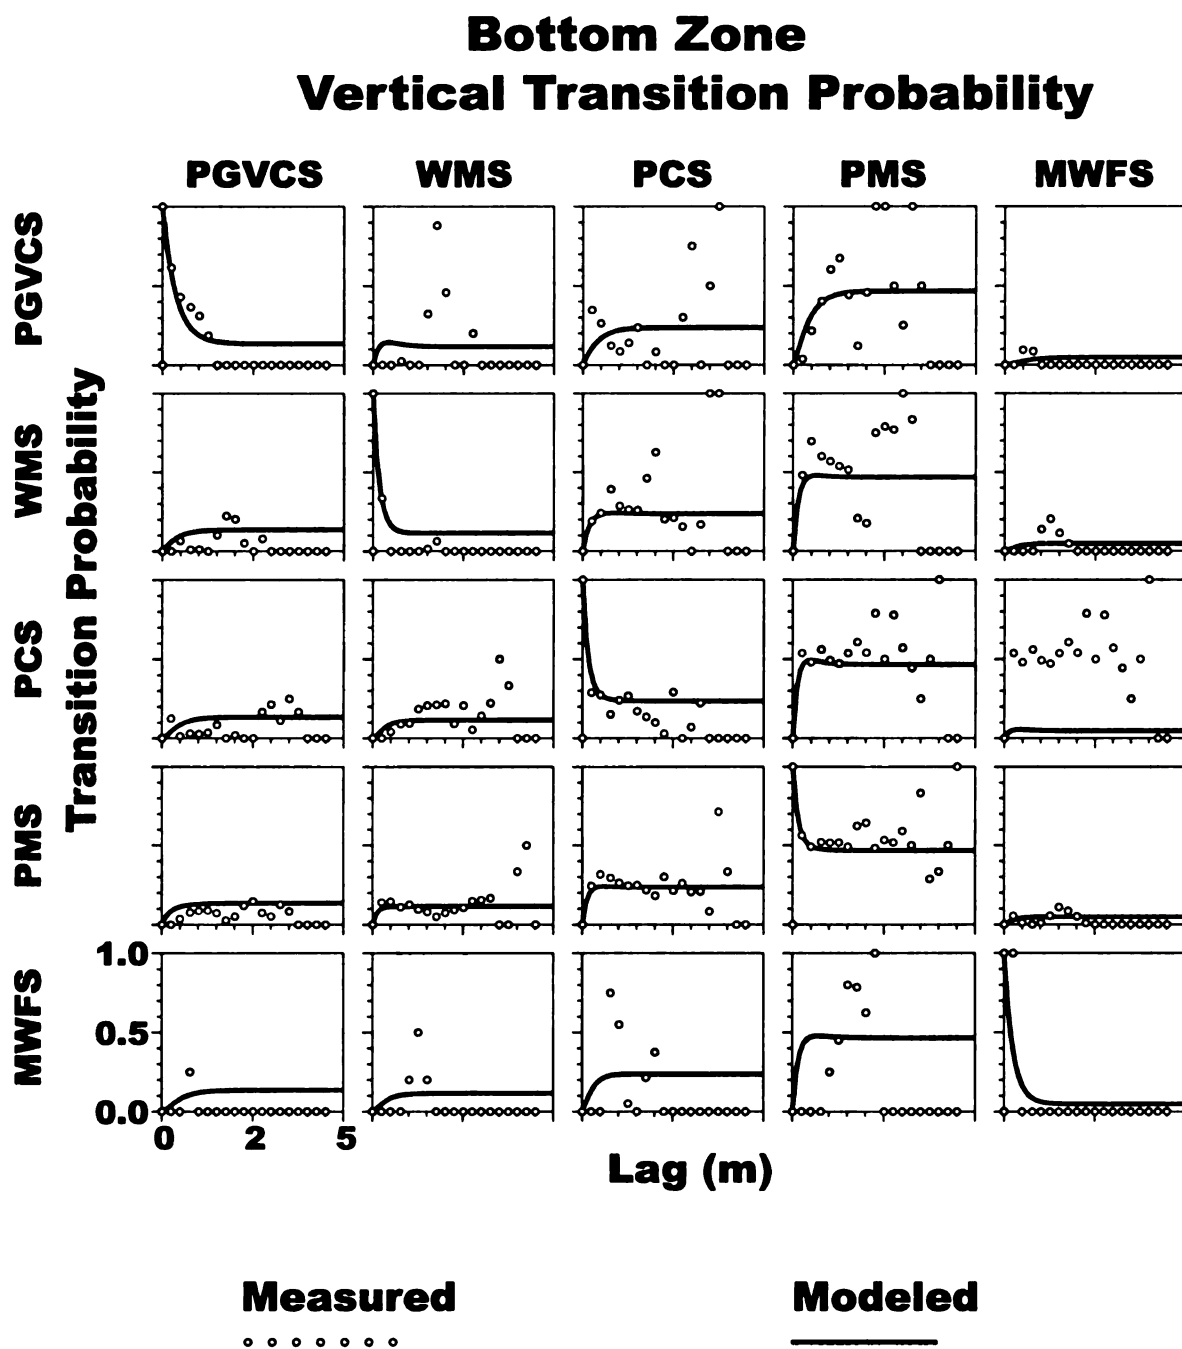 Bottom Zone
Vertical Transition Probability
PGVCS WMS PCS PMS MWFS
Transition Probability
PGVCS
WMS
PCS
PMS
MWFS
1.0
0.5
0.0
0 2 5
Lag (m)
Measured Modeled